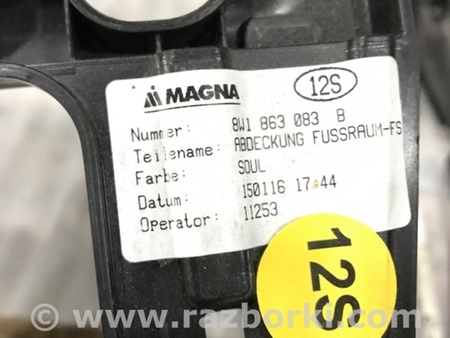 MAGNA 12S
Nummer: 8W1 863 083 B
Teilename: ABDECKUNG FUSSRAUM-FS
Farbe: SOUL
Datum: 150116 17:44
Operator: 11253
12S
© www.razborki.com